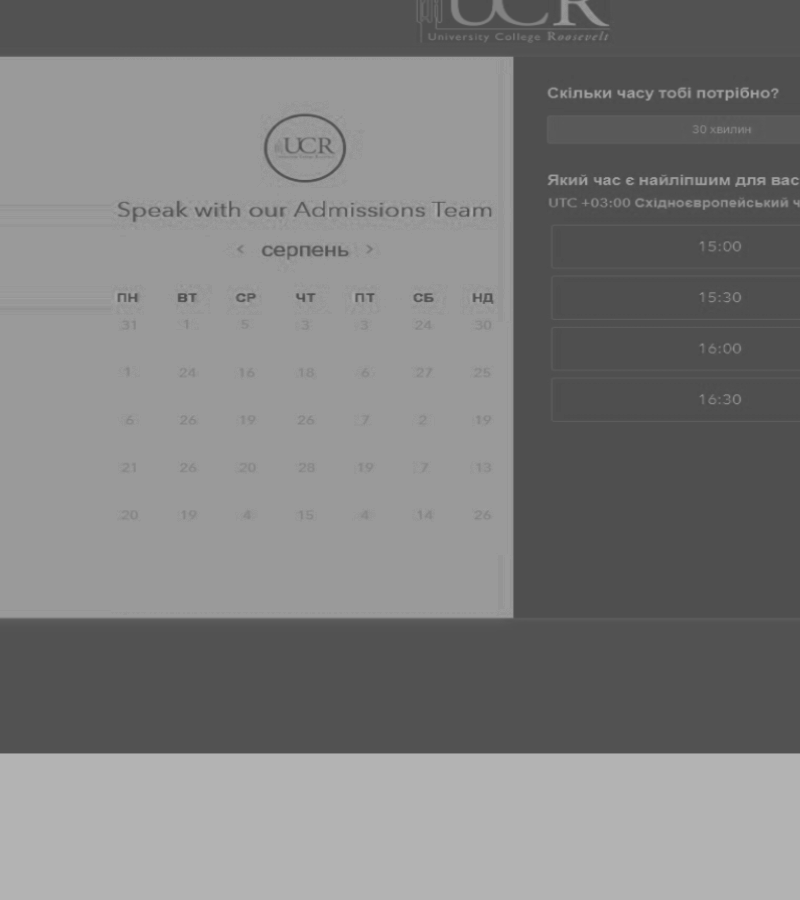 UCR
University College Roosevelt
UCR
Speak with our Admissions Team
< серпень >
ПН ВТ СР ЧТ ПТ СБ НД
31 1 5 3 3 24 30
1 24 16 18 6 27 25
6 26 19 26 7 2 19
21 26 20 28 19 7 13
20 19 4 15 4 14 26
Скільки часу тобі потрібно?
30 хвилин
Який час є найліпшим для вас
UTC +03:00 Східноєвропейський
15:00
15:30
16:00
16:30